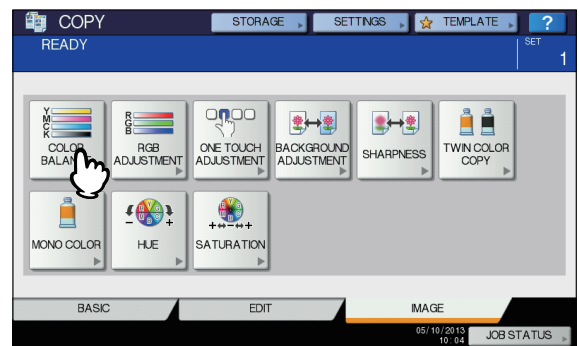 COPY STORAGE SETTINGS TEMPLATE ?
READY SET
1
Y
M
C
K
COLOR
BALAN
R
G
B
RGB
ADJUSTMENT
ONE TOUCH
ADJUSTMENT
BACKGROUND
ADJUSTMENT
SHARPNESS
TWIN COLOR
COPY
MONO COLOR
- +
HUE
+↔-↔+
SATURATION
BASIC EDIT IMAGE
05/10/2013
10:04
JOB STATUS